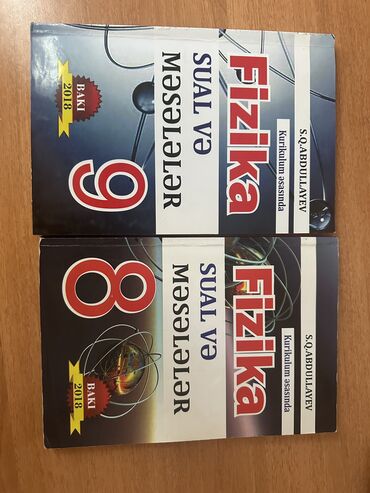 S.Q.ABDULLAYEV
Kurikulum əsasında
Fizika
SUAL VƏ
MƏSƏLƏLƏR
9
BAKI
2018
S.Q.ABDULLAYEV
Kurikulum əsasında
Fizika
SUAL VƏ
MƏSƏLƏLƏR
8
BAKI
2018